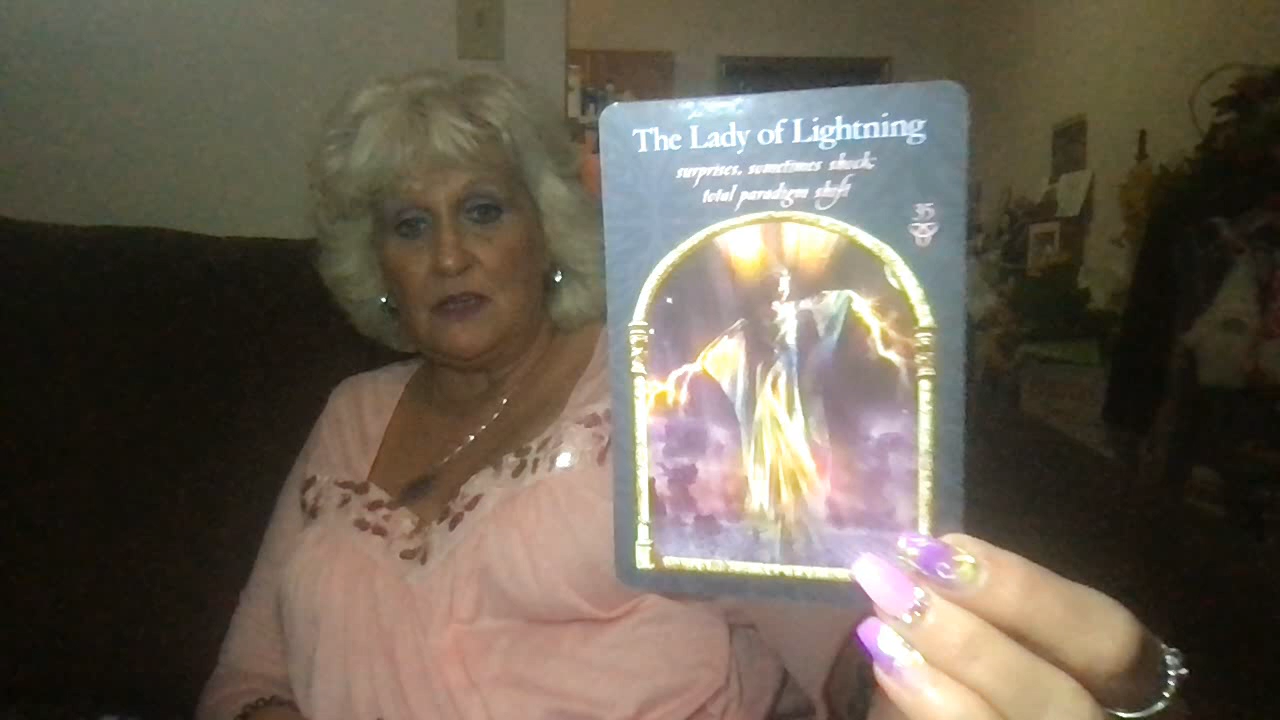 The Lady of Lightning
surprises, sometimes shock;
total paradigm shift
35